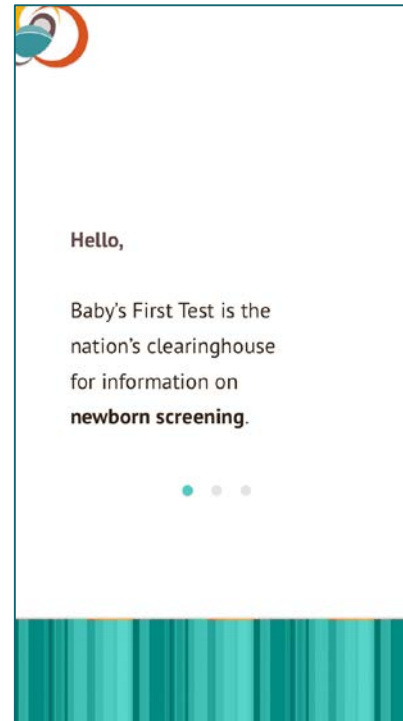 Hello,
Baby's First Test is the
nation's clearinghouse
for information on
newborn screening.